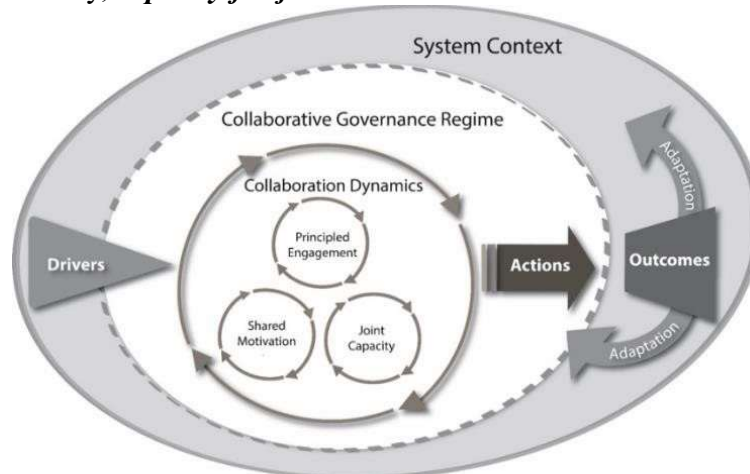 System Context
Collaborative Governance Regime
Collaboration Dynamics
Principled
Engagement
Shared
Motivation
Joint
Capacity
Drivers
Actions
Outcomes
Adaptation
Adaptation